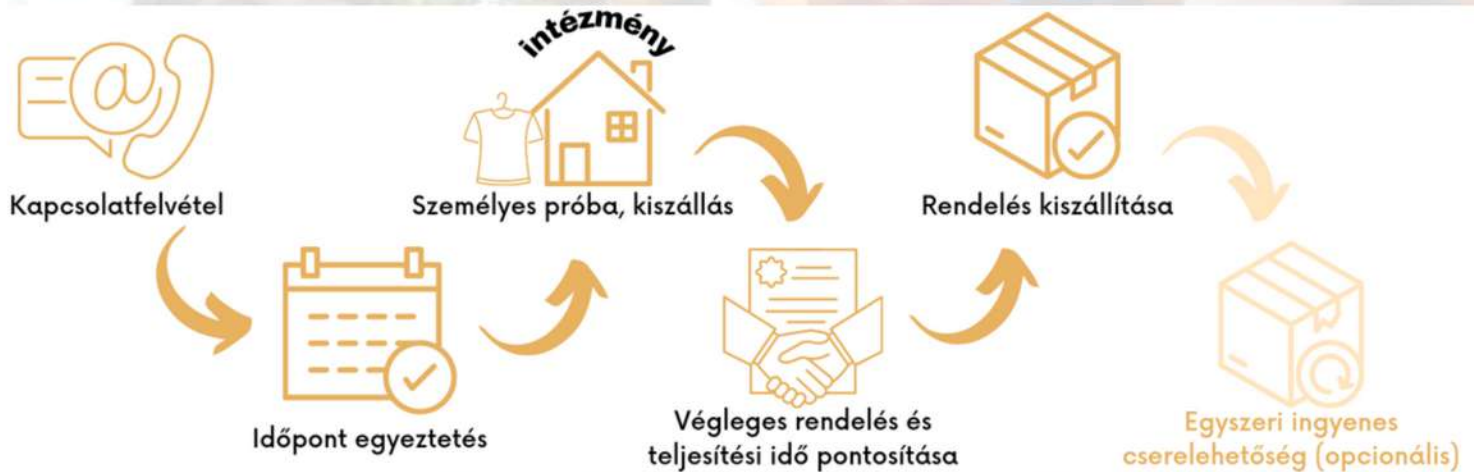 Kapcsolatfelvétel
Időpont egyeztetés
intézmény
Személyes próba, kiszállás
Végleges rendelés és
teljesítési idő pontosítása
Rendelés kiszállítása
Egyszeri ingyenes
cserelehetőség (opcionális)